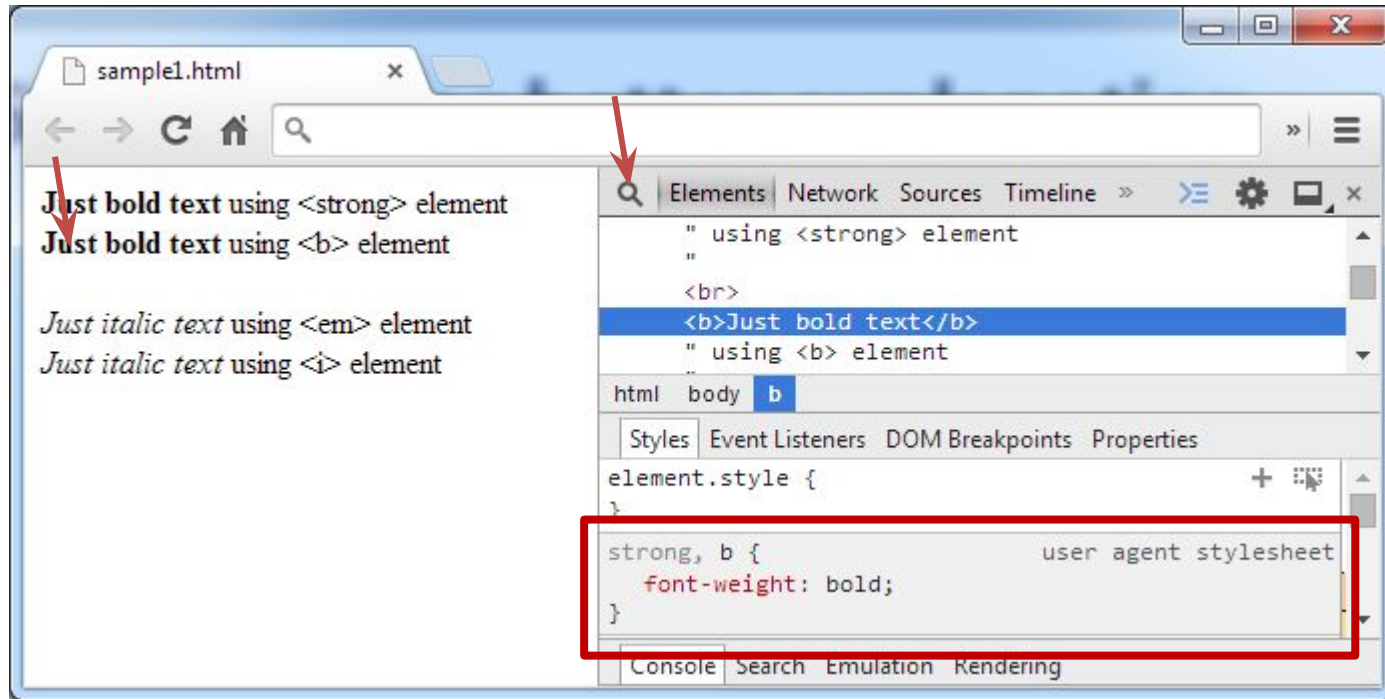 sample1.html
Just bold text using <strong> element
Just bold text using <b> element
Just italic text using <em> element
Just italic text using <i> element
Elements Network Sources Timeline »
" using <strong> element
"
<br>
<b>Just bold text</b>
" using <b> element
html body b
Styles Event Listeners DOM Breakpoints Properties
element.style {
}
strong, b { user agent stylesheet
font-weight: bold;
}
Console Search Emulation Rendering